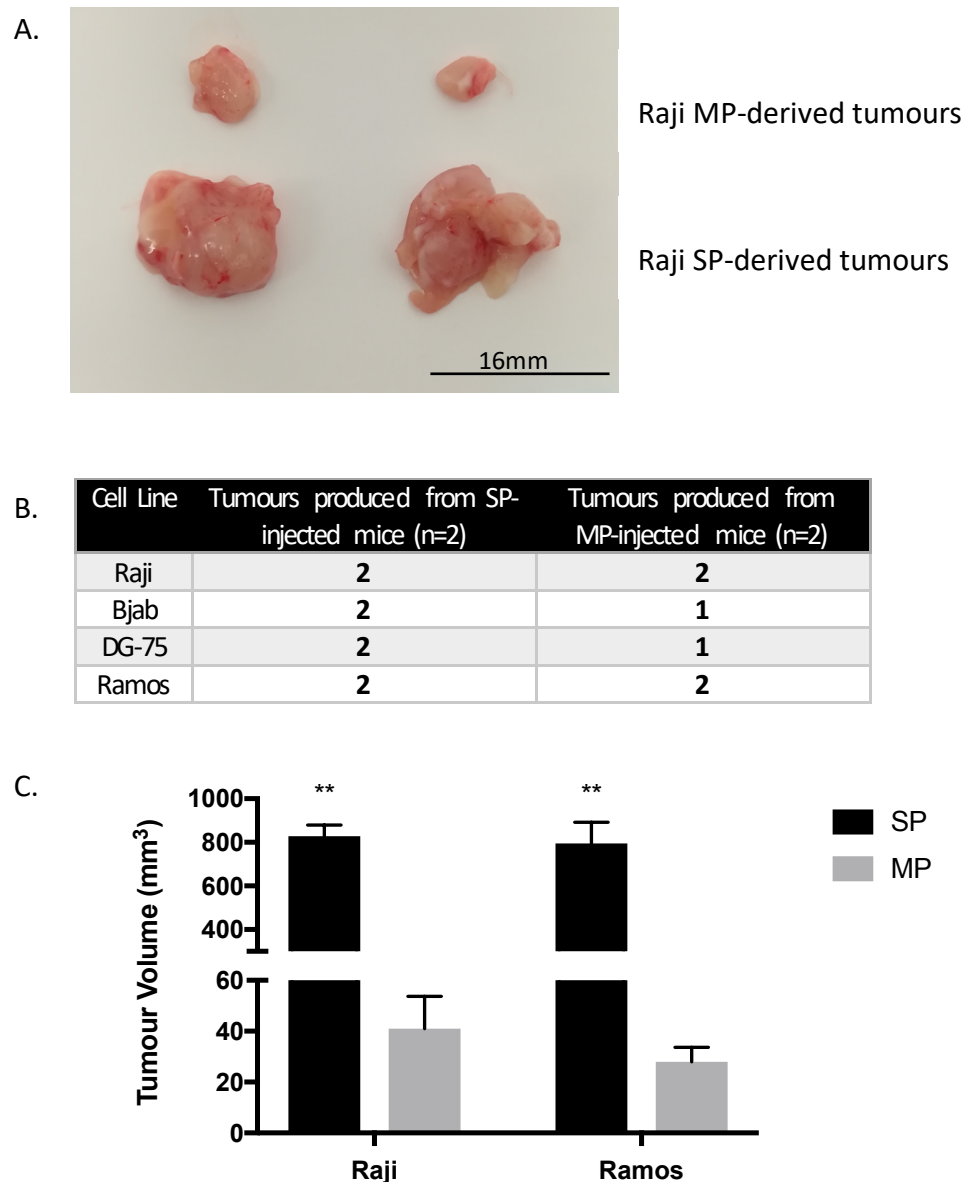 A.
Raji MP-derived tumours
Raji SP-derived tumours
16mm
B.
Cell Line Tumours produced from SP-injected mice (n=2) Tumours produced from MP-injected mice (n=2)
Raji 2 2
Bjab 2 1
DG-75 2 1
Ramos 2 2
C.
Tumour Volume (mm³)
1000
800
600
400
60
40
20
0
** **
SP
MP
Raji Ramos